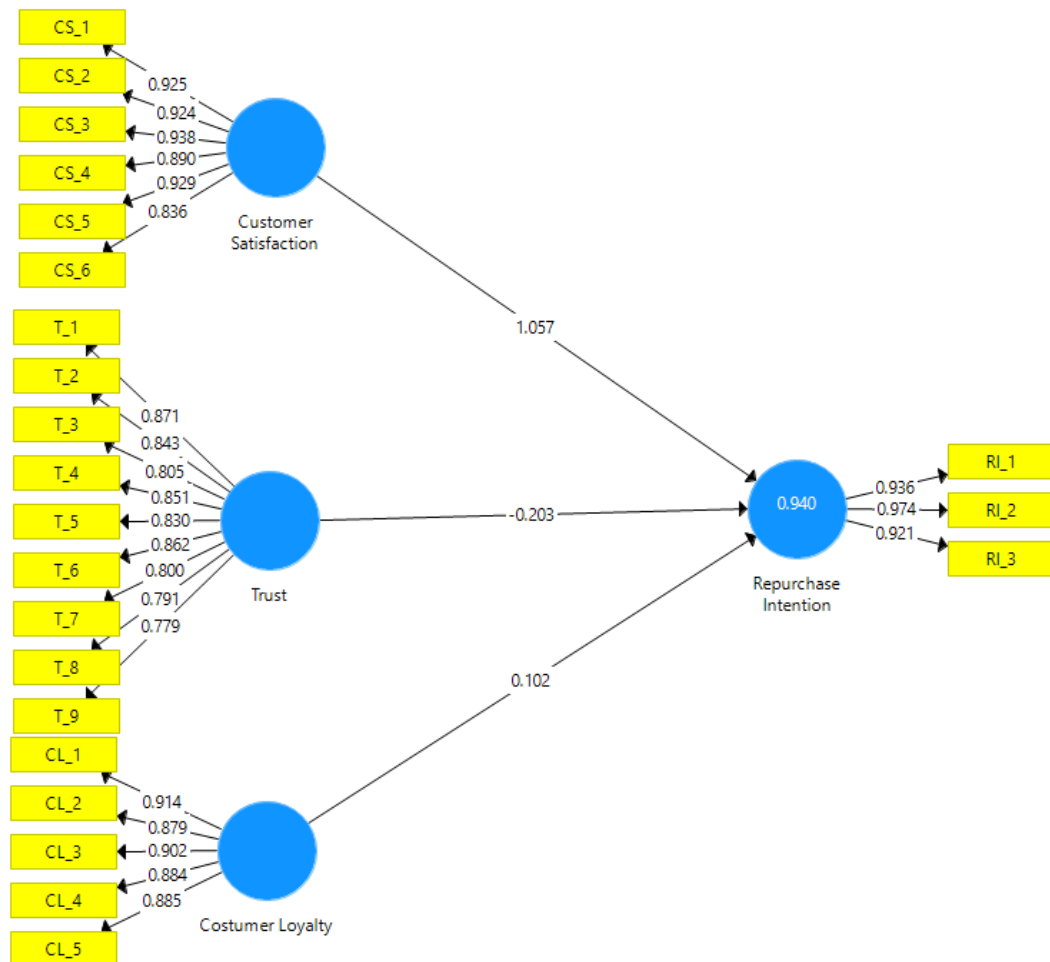 CS_1
CS_2
CS_3
CS_4
CS_5
CS_6
0.925
0.924
0.938
0.890
0.929
0.836
Customer
Satisfaction
1.057
T_1
T_2
T_3
T_4
T_5
T_6
T_7
T_8
T_9
0.871
0.843
0.805
0.851
0.830
0.862
0.800
0.791
0.779
Trust
-0.203
0.940
Repurchase
Intention
0.936
0.974
0.921
RI_1
RI_2
RI_3
0.102
CL_1
CL_2
CL_3
CL_4
CL_5
0.914
0.879
0.902
0.884
0.885
Costumer Loyalty